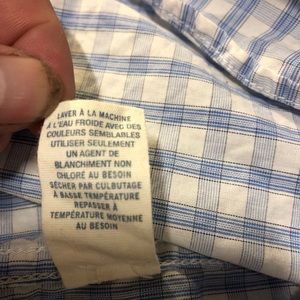 LAVER À LA MACHINE
À L'EAU FROIDE AVEC DES
COULEURS SEMBLABLES
UTILISER SEULEMENT
UN AGENT DE
BLANCHIMENT NON
CHLORÉ AU BESOIN
SÉCHER PAR CULBUTAGE
À BASSE TEMPÉRATURE
REPASSER À
TEMPÉRATURE MOYENNE
AU BESOIN